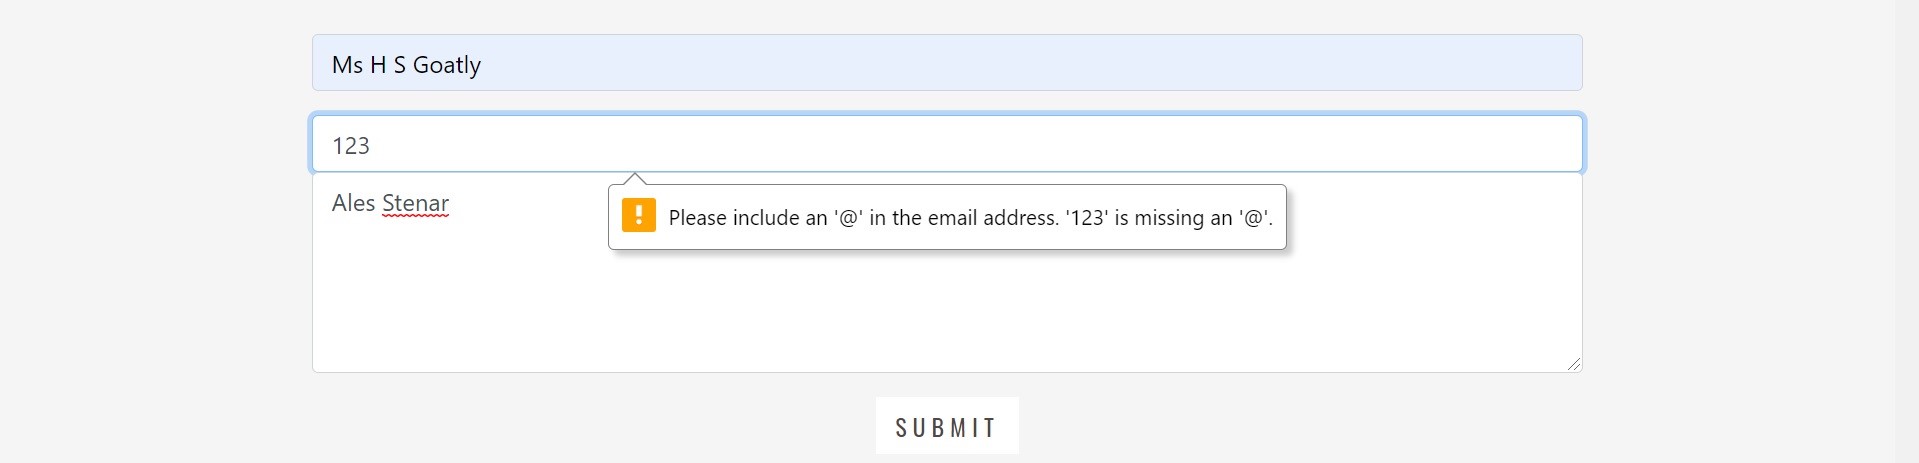 Ms H S Goatly
123
Ales Stenar
! Please include an '@' in the email address. '123' is missing an '@'.
SUBMIT